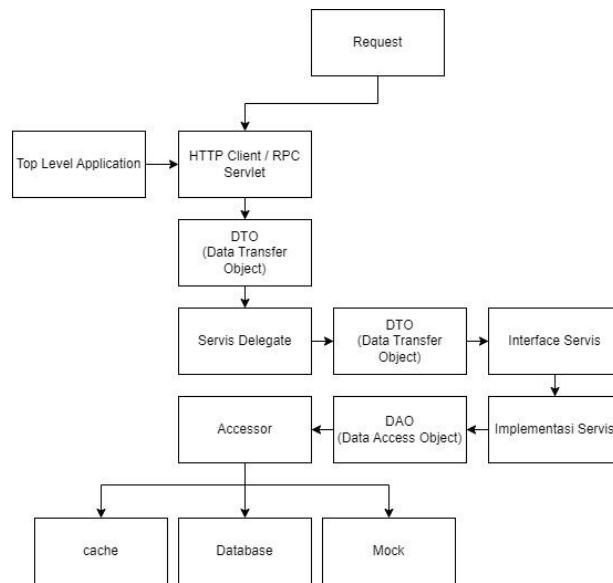 Request
Top Level Application
HTTP Client / RPC
Servlet
DTO
(Data Transfer
Object)
Servis Delegate
DTO
(Data Transfer
Object)
Interface Servis
Accessor
DAO
(Data Access Object)
Implementasi Servis
cache
Database
Mock